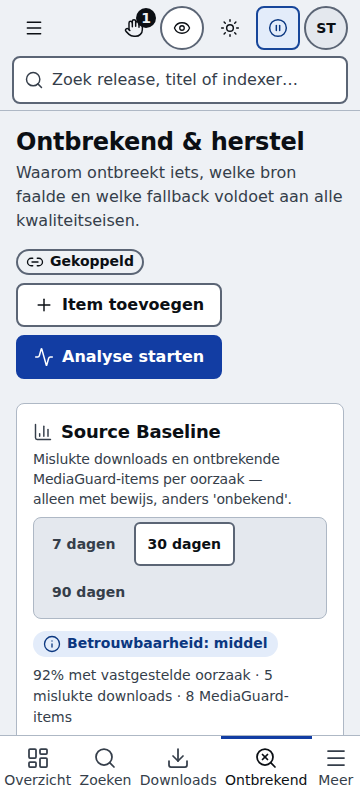 1
ST
Zoek release, titel of indexer…
Ontbrekend & herstel
Waarom ontbreekt iets, welke bron
faalde en welke fallback voldoet aan alle
kwaliteitseisen.
Gekoppeld
Item toevoegen
Analyse starten
Source Baseline
Mislukte downloads en ontbrekende
MediaGuard-items per oorzaak —
alleen met bewijs, anders 'onbekend'.
7 dagen
30 dagen
90 dagen
Betrouwbaarheid: middel
92% met vastgestelde oorzaak · 5
mislukte downloads · 8 MediaGuard-
items
Overzicht
Zoeken
Downloads
Ontbrekend
Meer